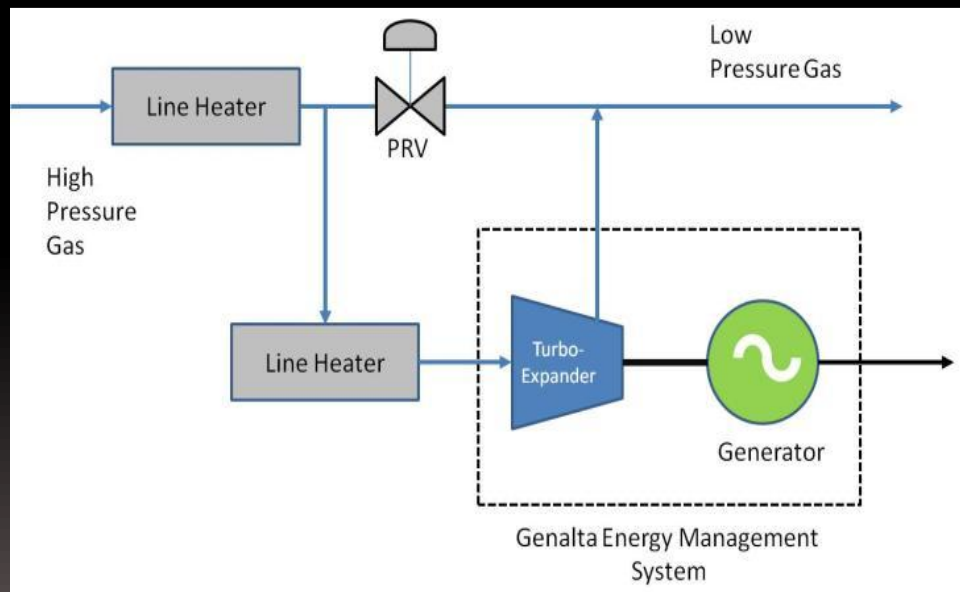 Line Heater
PRV
Low
Pressure Gas
High
Pressure
Gas
Line Heater
Turbo-
Expander
Generator
Genalta Energy Management
System